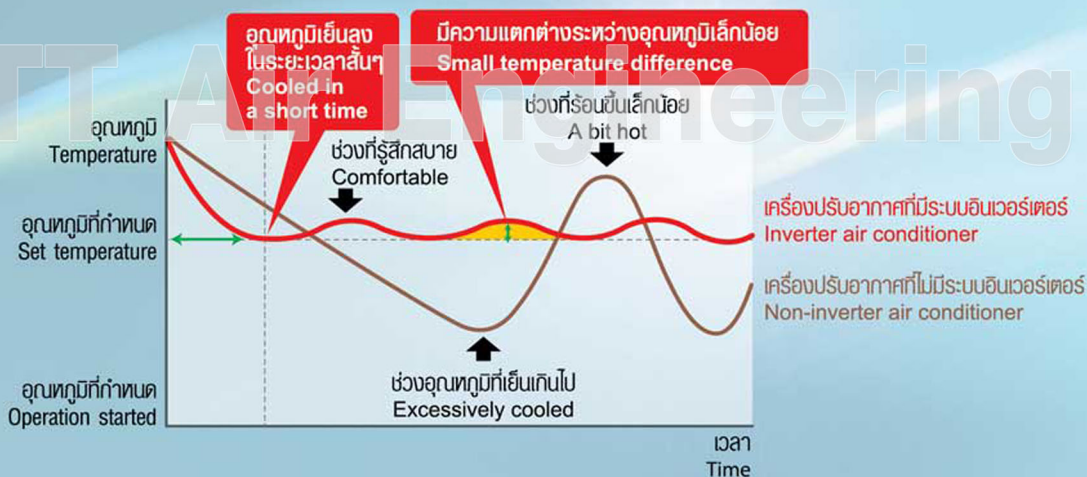 TT Air Engineering
อุณหภูมิเย็นลง
ในระยะเวลาสั้นๆ
Cooled in
a short time
มีความแตกต่างระหว่างอุณหภูมิเล็กน้อย
Small temperature difference
ช่วงที่ร้อนขึ้นเล็กน้อย
A bit hot
อุณหภูมิ
Temperature
ช่วงที่รู้สึกสบาย
Comfortable
อุณหภูมิที่กำหนด
Set temperature
เครื่องปรับอากาศที่มีระบบอินเวอร์เตอร์
Inverter air conditioner
เครื่องปรับอากาศที่ไม่มีระบบอินเวอร์เตอร์
Non-inverter air conditioner
ช่วงอุณหภูมิที่เย็นเกินไป
Excessively cooled
อุณหภูมิที่กำหนด
Operation started
เวลา
Time